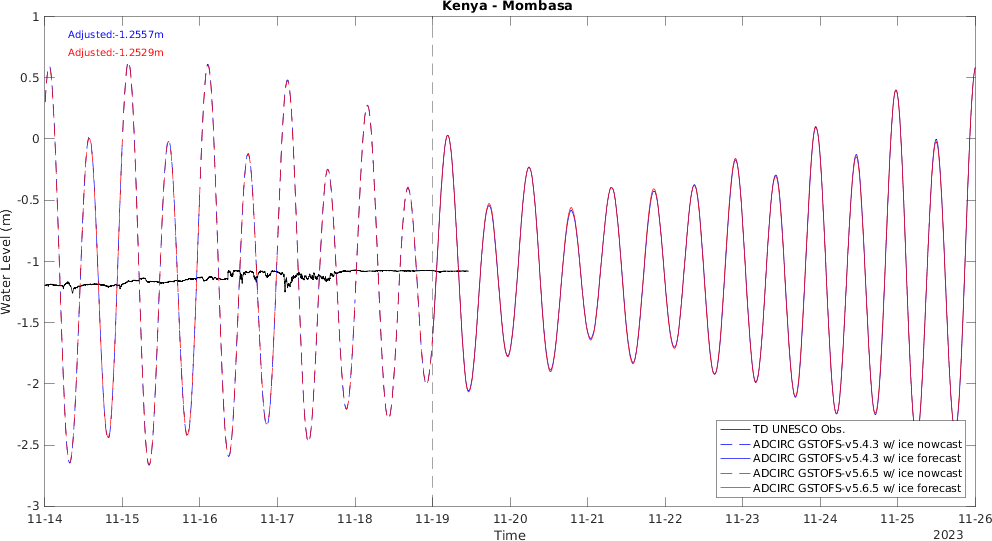 Kenya - Mombasa
Adjusted:-1.2557m
Adjusted:-1.2529m
Water Level (m)
1
0.5
0
-0.5
-1
-1.5
-2
-2.5
-3
TD UNESCO Obs.
ADCIRC GSTOFS-v5.4.3 w/ ice nowcast
ADCIRC GSTOFS-v5.4.3 w/ ice forecast
ADCIRC GSTOFS-v5.6.5 w/ ice nowcast
ADCIRC GSTOFS-v5.6.5 w/ ice forecast
11-14 11-15 11-16 11-17 11-18 11-19 11-20 11-21 11-22 11-23 11-24 11-25 11-26
Time
2023